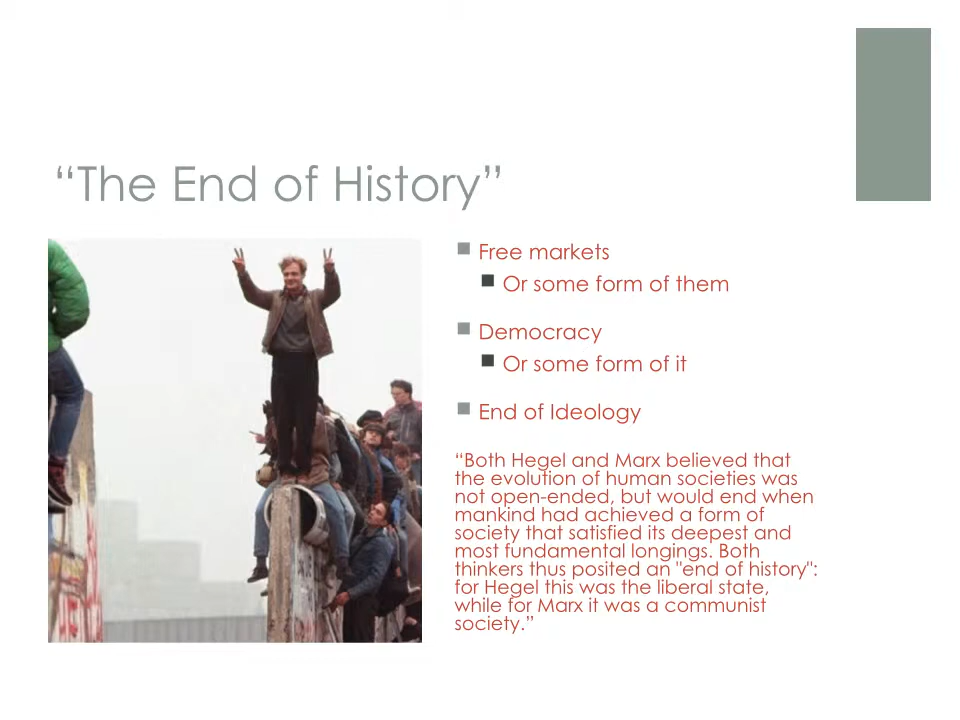 “The End of History”
Free markets
Or some form of them
Democracy
Or some form of it
End of Ideology
“Both Hegel and Marx believed that
the evolution of human societies was
not open-ended, but would end when
mankind had achieved a form of
society that satisfied its deepest and
most fundamental longings. Both
thinkers thus posited an "end of history":
for Hegel this was the liberal state,
while for Marx it was a communist
society.”